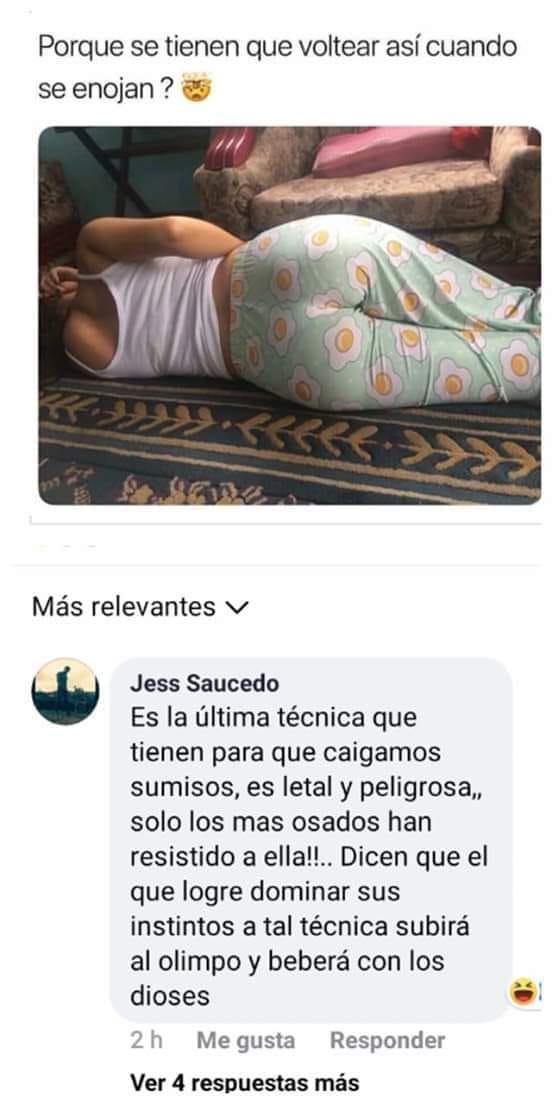 Porque se tienen que voltear así cuando
se enojan ? 🤯
Más relevantes
Jess Saucedo
Es la última técnica que
tienen para que caigamos
sumisos, es letal y peligrosa,,
solo los mas osados han
resistido a ella!!.. Dicen que el
que logre dominar sus
instintos a tal técnica subirá
al olimpo y beberá con los
dioses
2 h Me gusta Responder
Ver 4 respuestas más